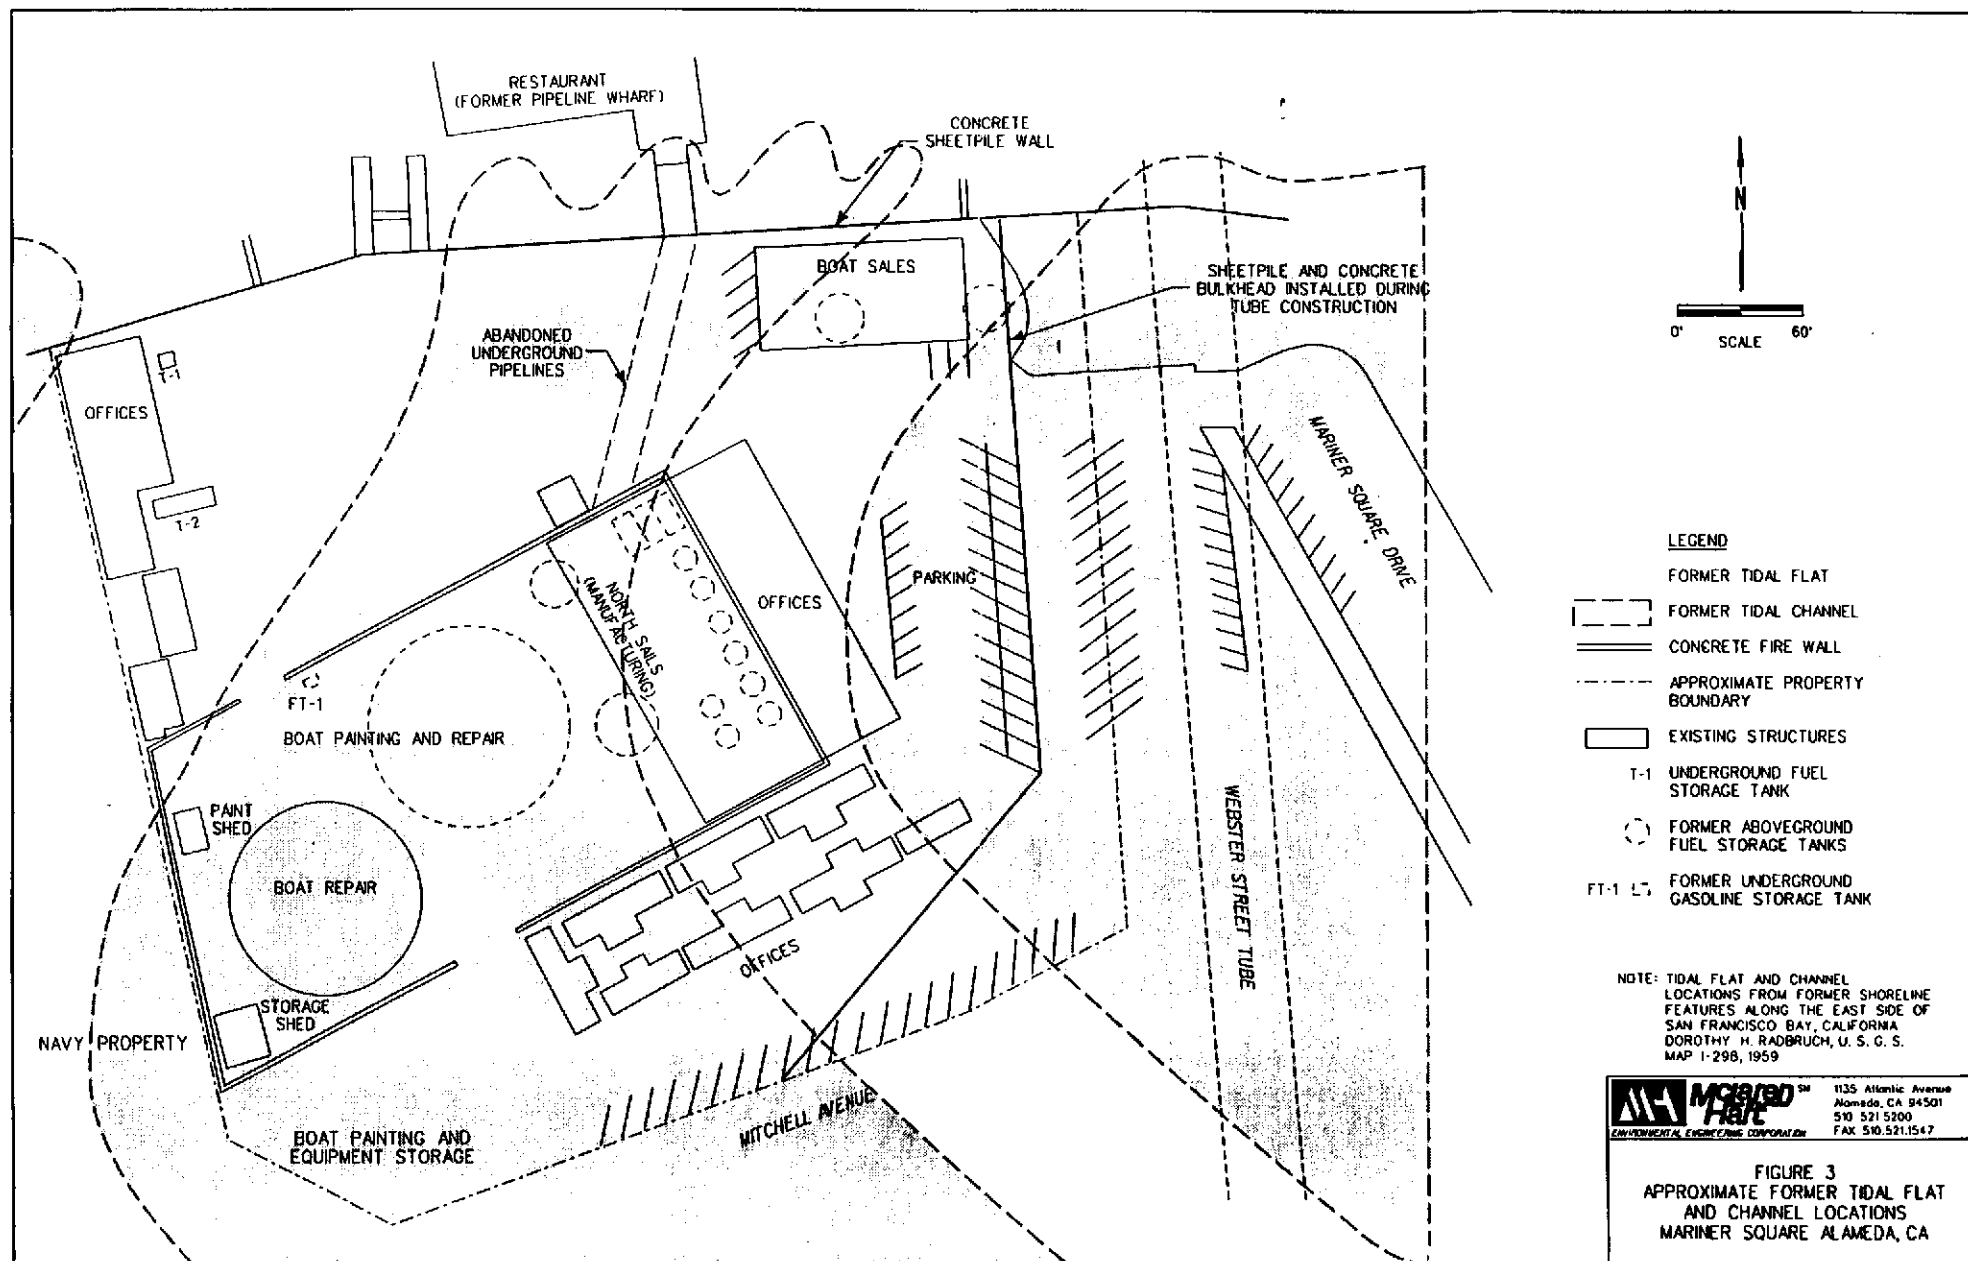 RESTAURANT
(FORMER PIPELINE WHARF)
CONCRETE
SHEETPILE WALL
N
BOAT SALES
SHEETPILE AND CONCRETE
BULKHEAD INSTALLED DURING
TUBE CONSTRUCTION
0'
60'
SCALE
ABANDONED
UNDERGROUND
PIPELINES
T-1
OFFICES
T-2
MARINER SQUARE DRIVE
PARKING
NORTH SAILS
(MANUFACTURING)
OFFICES
FT-1
BOAT PAINTING AND REPAIR
PAINT
SHED
BOAT REPAIR
WEBSTER STREET TUBE
OFFICES
STORAGE
SHED
NAVY PROPERTY
MITCHELL AVENUE
BOAT PAINTING AND
EQUIPMENT STORAGE
LEGEND
FORMER TIDAL FLAT
FORMER TIDAL CHANNEL
CONCRETE FIRE WALL
APPROXIMATE PROPERTY
BOUNDARY
EXISTING STRUCTURES
T-1 UNDERGROUND FUEL
STORAGE TANK
FORMER ABOVEGROUND
FUEL STORAGE TANKS
FT-1 FORMER UNDERGROUND
GASOLINE STORAGE TANK
NOTE: TIDAL FLAT AND CHANNEL
LOCATIONS FROM FORMER SHORELINE
FEATURES ALONG THE EAST SIDE OF
SAN FRANCISCO BAY, CALIFORNIA
DOROTHY H. RADBRUCH, U. S. G. S.
MAP I-298, 1959
McLaren SM
Hart
ENVIRONMENTAL ENGINEERING CORPORATION
1135 Atlantic Avenue
Alameda, CA 94501
510 521 5200
FAX 510.521.1547
FIGURE 3
APPROXIMATE FORMER TIDAL FLAT
AND CHANNEL LOCATIONS
MARINER SQUARE ALAMEDA, CA